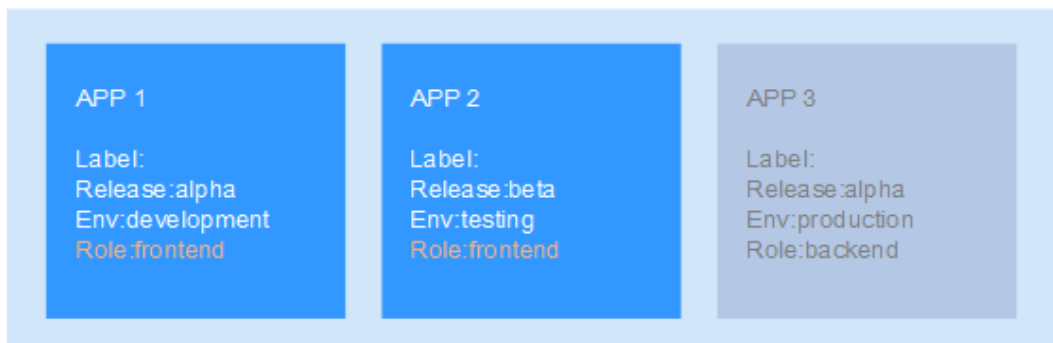 APP 1
Label:
Release:alpha
Env:development
Role:frontend
APP 2
Label:
Release:beta
Env:testing
Role:frontend
APP 3
Label:
Release:alpha
Env:production
Role:backend